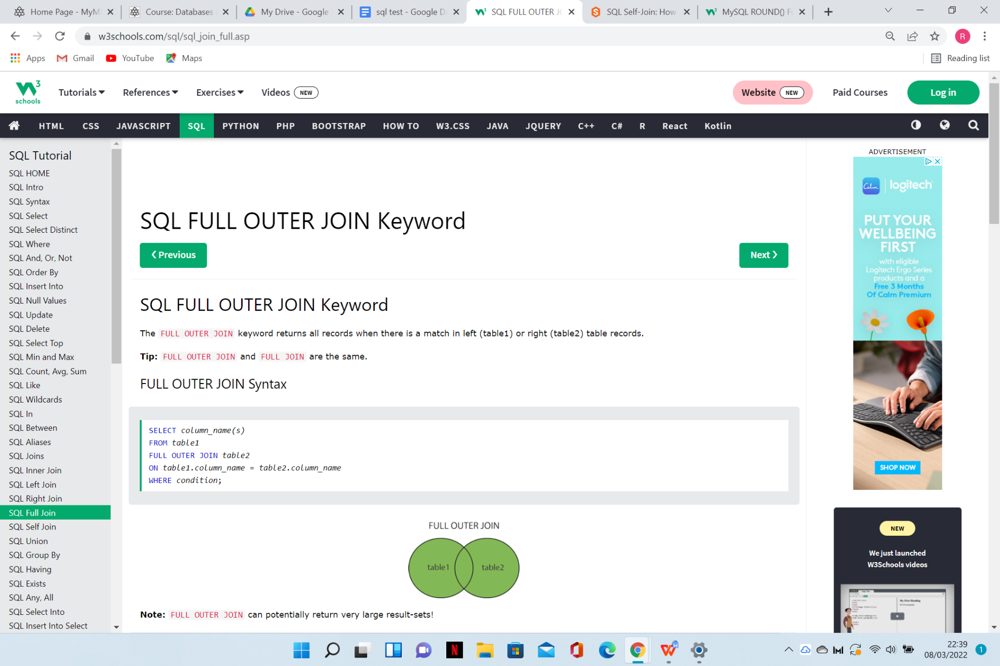 Home Page - MyM
Course: Databases
My Drive - Google
sql test - Google D
SQL FULL OUTER JO
SQL Self-Join: How
MySQL ROUND() F
w3schools.com/sql/sql_join_full.asp
R
Apps
Gmail
YouTube
Maps
Reading list
3
schools
Tutorials
References
Exercises
Videos NEW
Website NEW
Paid Courses
Log in
HTML CSS JAVASCRIPT SQL PYTHON PHP BOOTSTRAP HOW TO W3.CSS JAVA JQUERY C++ C# R React Kotlin
SQL Tutorial
SQL HOME
SQL Intro
SQL Syntax
SQL Select
SQL Select Distinct
SQL Where
SQL And, Or, Not
SQL Order By
SQL Insert Into
SQL Null Values
SQL Update
SQL Delete
SQL Select Top
SQL Min and Max
SQL Count, Avg, Sum
SQL Like
SQL Wildcards
SQL In
SQL Between
SQL Aliases
SQL Joins
SQL Inner Join
SQL Left Join
SQL Right Join
SQL Full Join
SQL Self Join
SQL Union
SQL Group By
SQL Having
SQL Exists
SQL Any, All
SQL Select Into
SQL Insert Into Select
SQL FULL OUTER JOIN Keyword
❮ Previous
Next ❯
SQL FULL OUTER JOIN Keyword
The FULL OUTER JOIN keyword returns all records when there is a match in left (table1) or right (table2) table records.
Tip: FULL OUTER JOIN and FULL JOIN are the same.
FULL OUTER JOIN Syntax
SELECT column_name(s)
FROM table1
FULL OUTER JOIN table2
ON table1.column_name = table2.column_name
WHERE condition;
FULL OUTER JOIN
table1
table2
Note: FULL OUTER JOIN can potentially return very large result-sets!
ADVERTISEMENT
Calm
logitech
PUT YOUR
WELLBEING
FIRST
with eligible
Logitech Ergo Series
products and a
Free 3 Months
Of Calm Premium
SHOP NOW
NEW
We just launched
W3Schools videos
My First Heading
22:39
08/03/2022
1